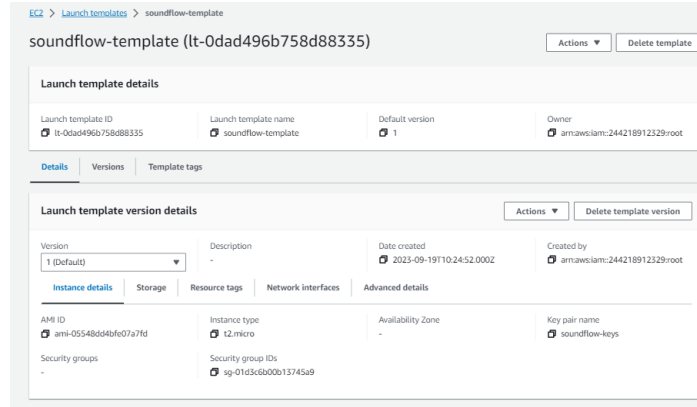 EC2 > Launch templates > soundflow-template
soundflow-template (lt-0dad496b758d88335)
Actions ▼ Delete template
Launch template details
Launch template ID Launch template name Default version Owner
lt-0dad496b758d88335 soundflow-template 1 arn:aws:iam::244218912329:root
Details Versions Template tags
Launch template version details
Actions ▼ Delete template version
Version Description Date created Created by
1 (Default) ▼ - 2023-09-19T10:24:52.000Z arn:aws:iam::244218912329:root
Instance details Storage Resource tags Network interfaces Advanced details
AMI ID Instance type Availability Zone Key pair name
ami-05548dd4bfe07a7fd t2.micro - soundflow-keys
Security groups Security group IDs
- sg-01d3c6b00b13745a9